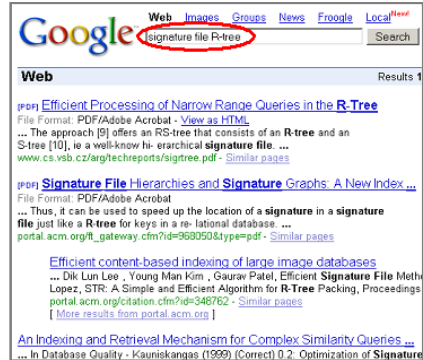 Web Images Groups News Froogle Local New!
Google
signature file R-tree
Search
Web
Results 1
[PDF] Efficient Processing of Narrow Range Queries in the R-Tree
File Format: PDF/Adobe Acrobat - View as HTML
... The approach [9] offers an RS-tree that consists of an R-tree and an
S-tree [10], ie a well-know hi- erarchical signature file. ...
www.cs.vsb.cz/arg/techreports/sigrtree.pdf - Similar pages
[PDF] Signature File Hierarchies and Signature Graphs: A New Index ...
File Format: PDF/Adobe Acrobat
... Thus, it can be used to speed up the location of a signature in a signature
file just like a R-tree for keys in a re- lational database. ...
portal.acm.org/ft_gateway.cfm?id=968050&type=pdf - Similar pages
Efficient content-based indexing of large image databases
... Dik Lun Lee , Young Man Kim , Gaurav Patel, Efficient Signature File Metho
Lopez, STR: A Simple and Efficient Algorithm for R-Tree Packing, Proceedings
portal.acm.org/citation.cfm?id=348762 - Similar pages
[ More results from portal.acm.org ]
An Indexing and Retrieval Mechanism for Complex Similarity Queries ...
... In Database Quality - Kauniskangas (1999) (Correct) 0.2: Optimization of Signature